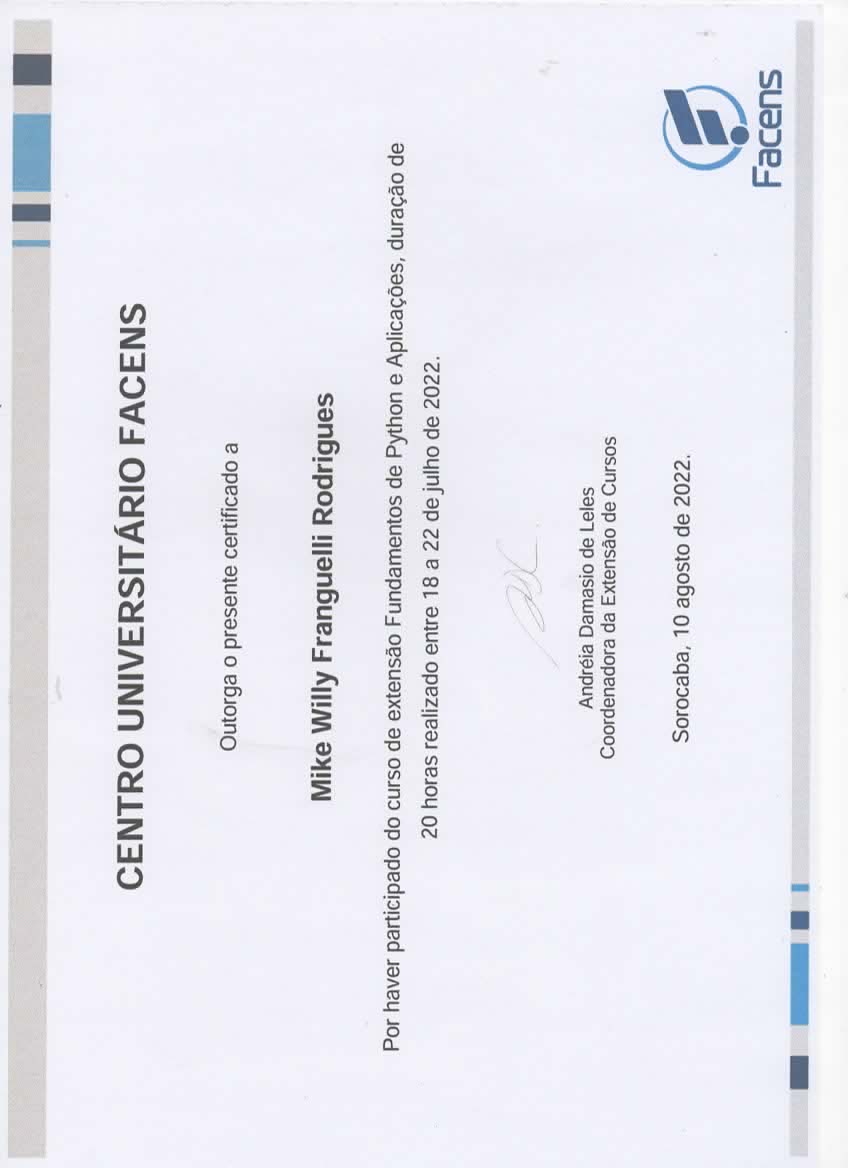 CENTRO UNIVERSITÁRIO FACENS
Outorga o presente certificado a
Mike Willy Franguelli Rodrigues
Por haver participado do curso de extensão Fundamentos de Python e Aplicações, duração de
20 horas realizado entre 18 a 22 de julho de 2022.
Andréia Damasio de Leles
Coordenadora da Extensão de Cursos
Sorocaba, 10 agosto de 2022.
Facens